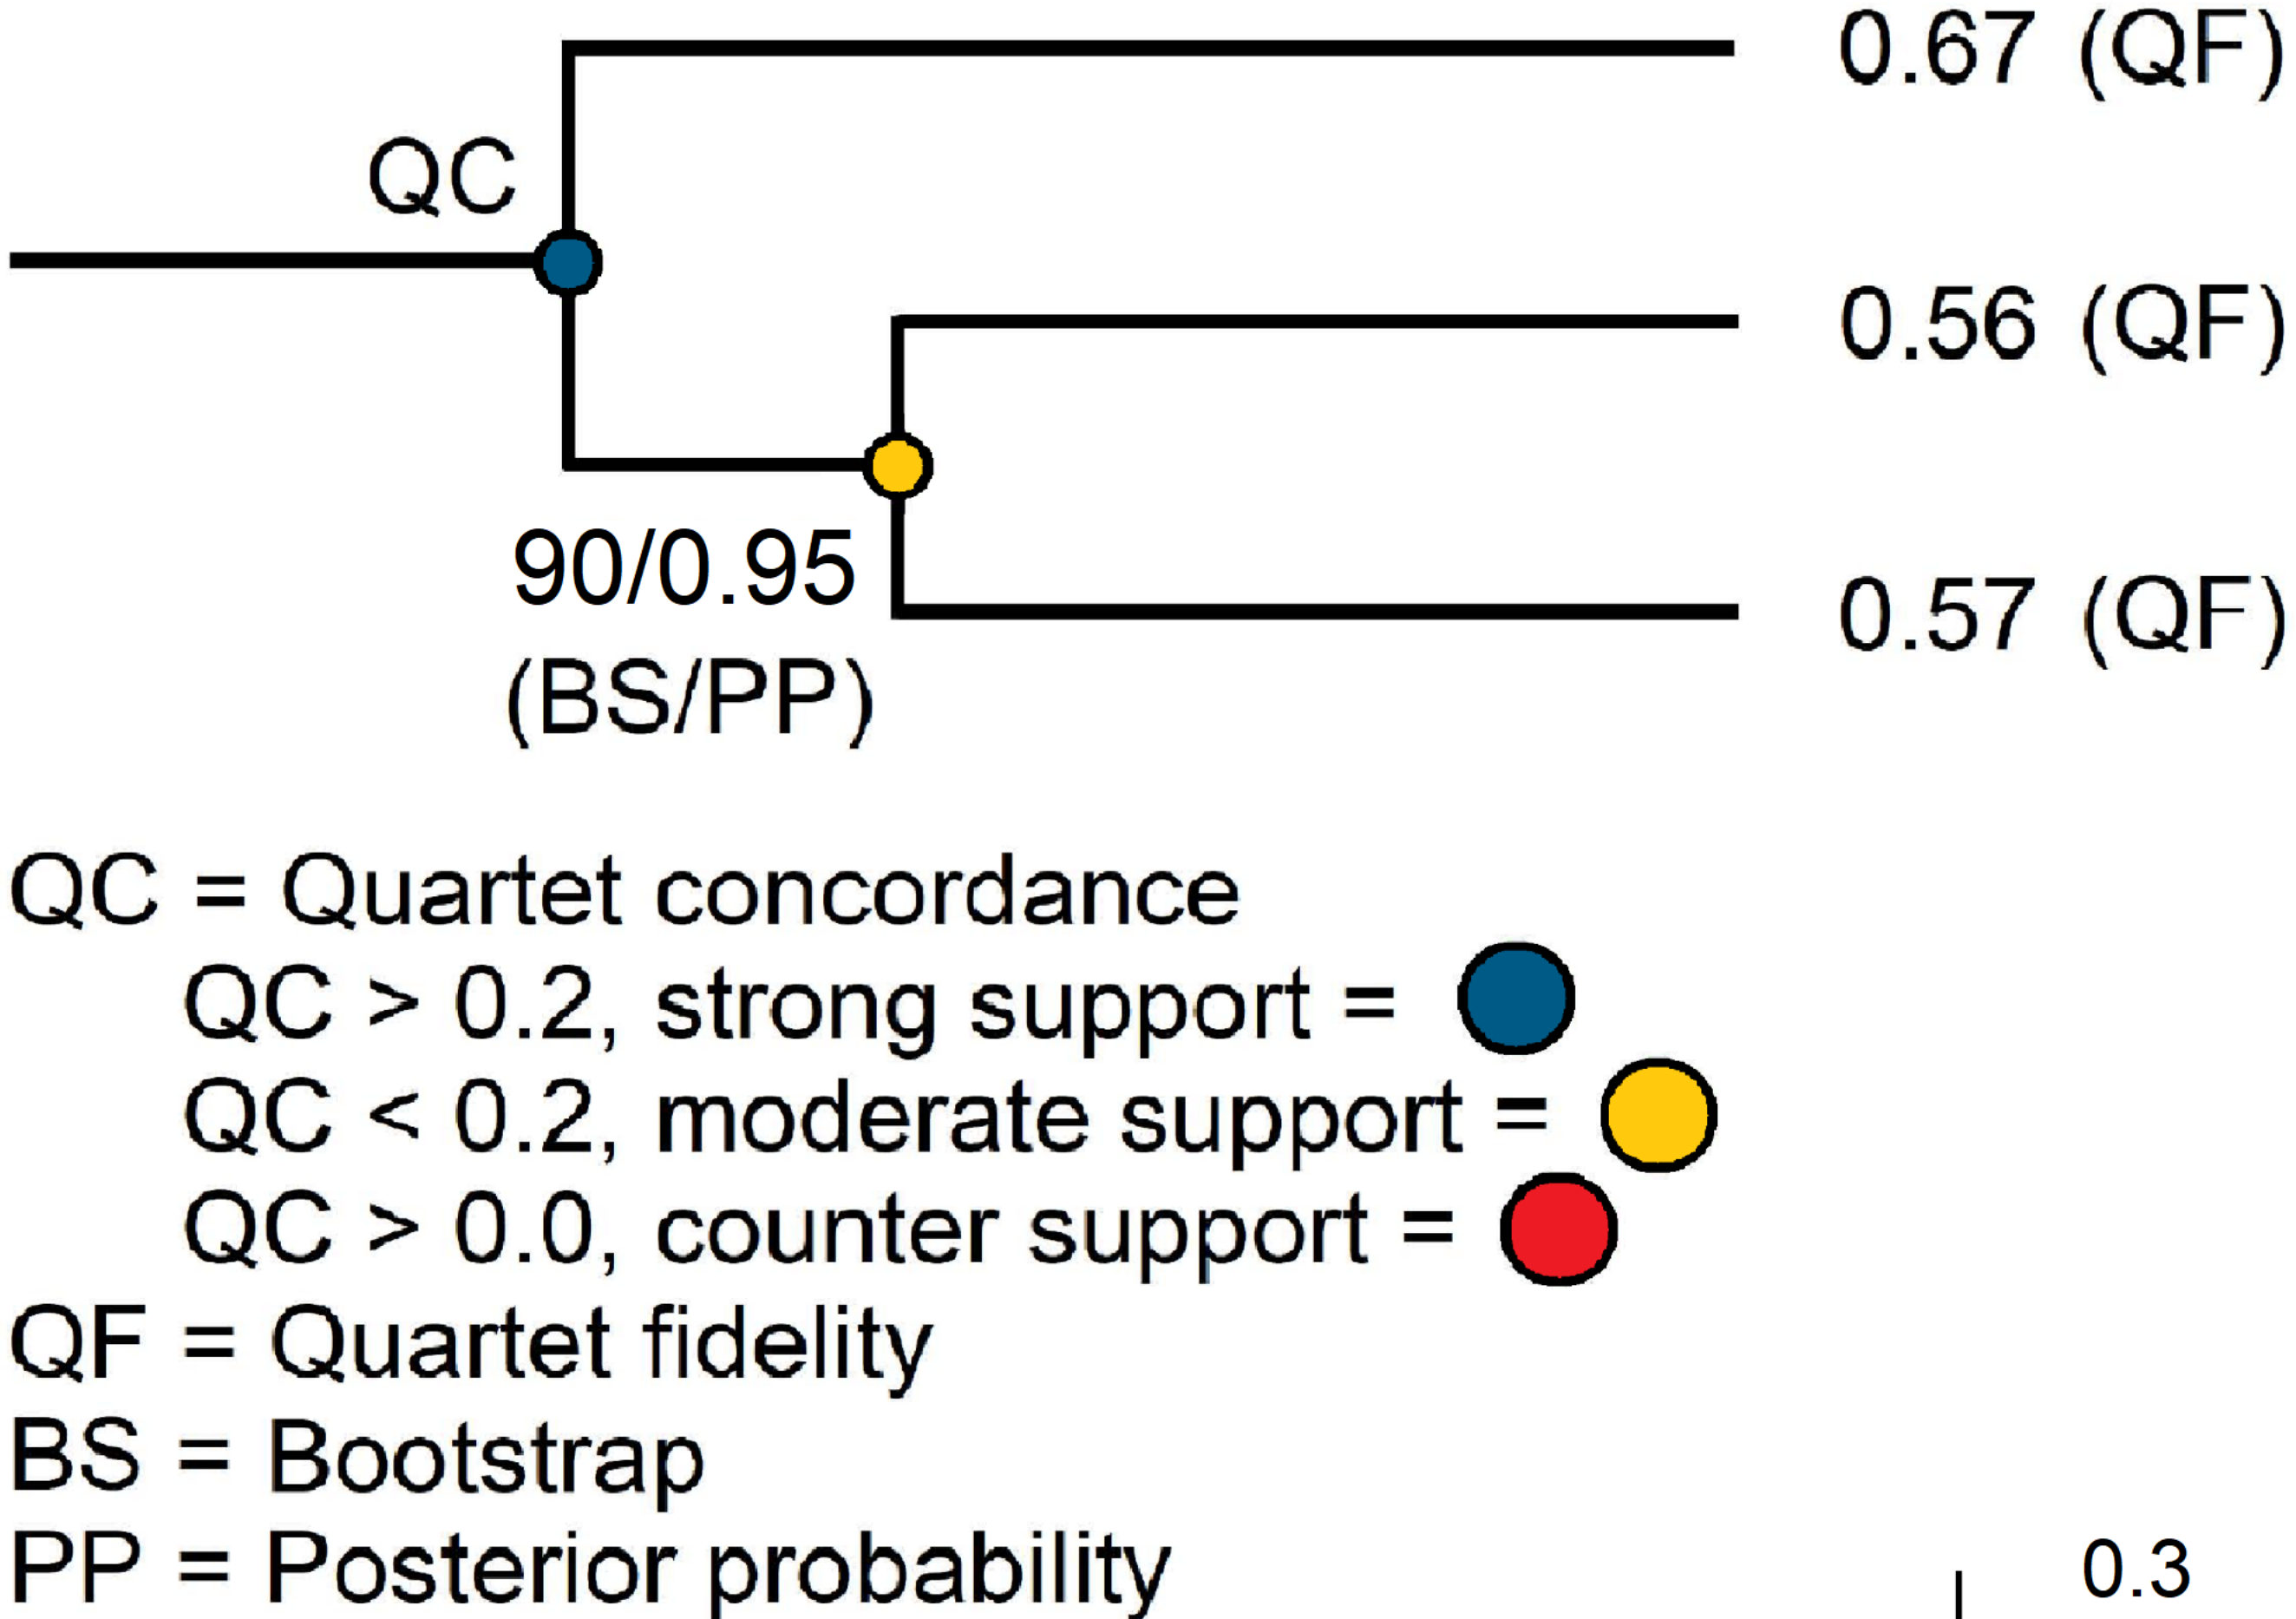 0.67 (QF)
QC
0.56 (QF)
90/0.95
(BS/PP)
0.57 (QF)
QC = Quartet concordance
QC > 0.2, strong support =
QC < 0.2, moderate support =
QC > 0.0, counter support =
QF = Quartet fidelity
BS = Bootstrap
PP = Posterior probability
0.3